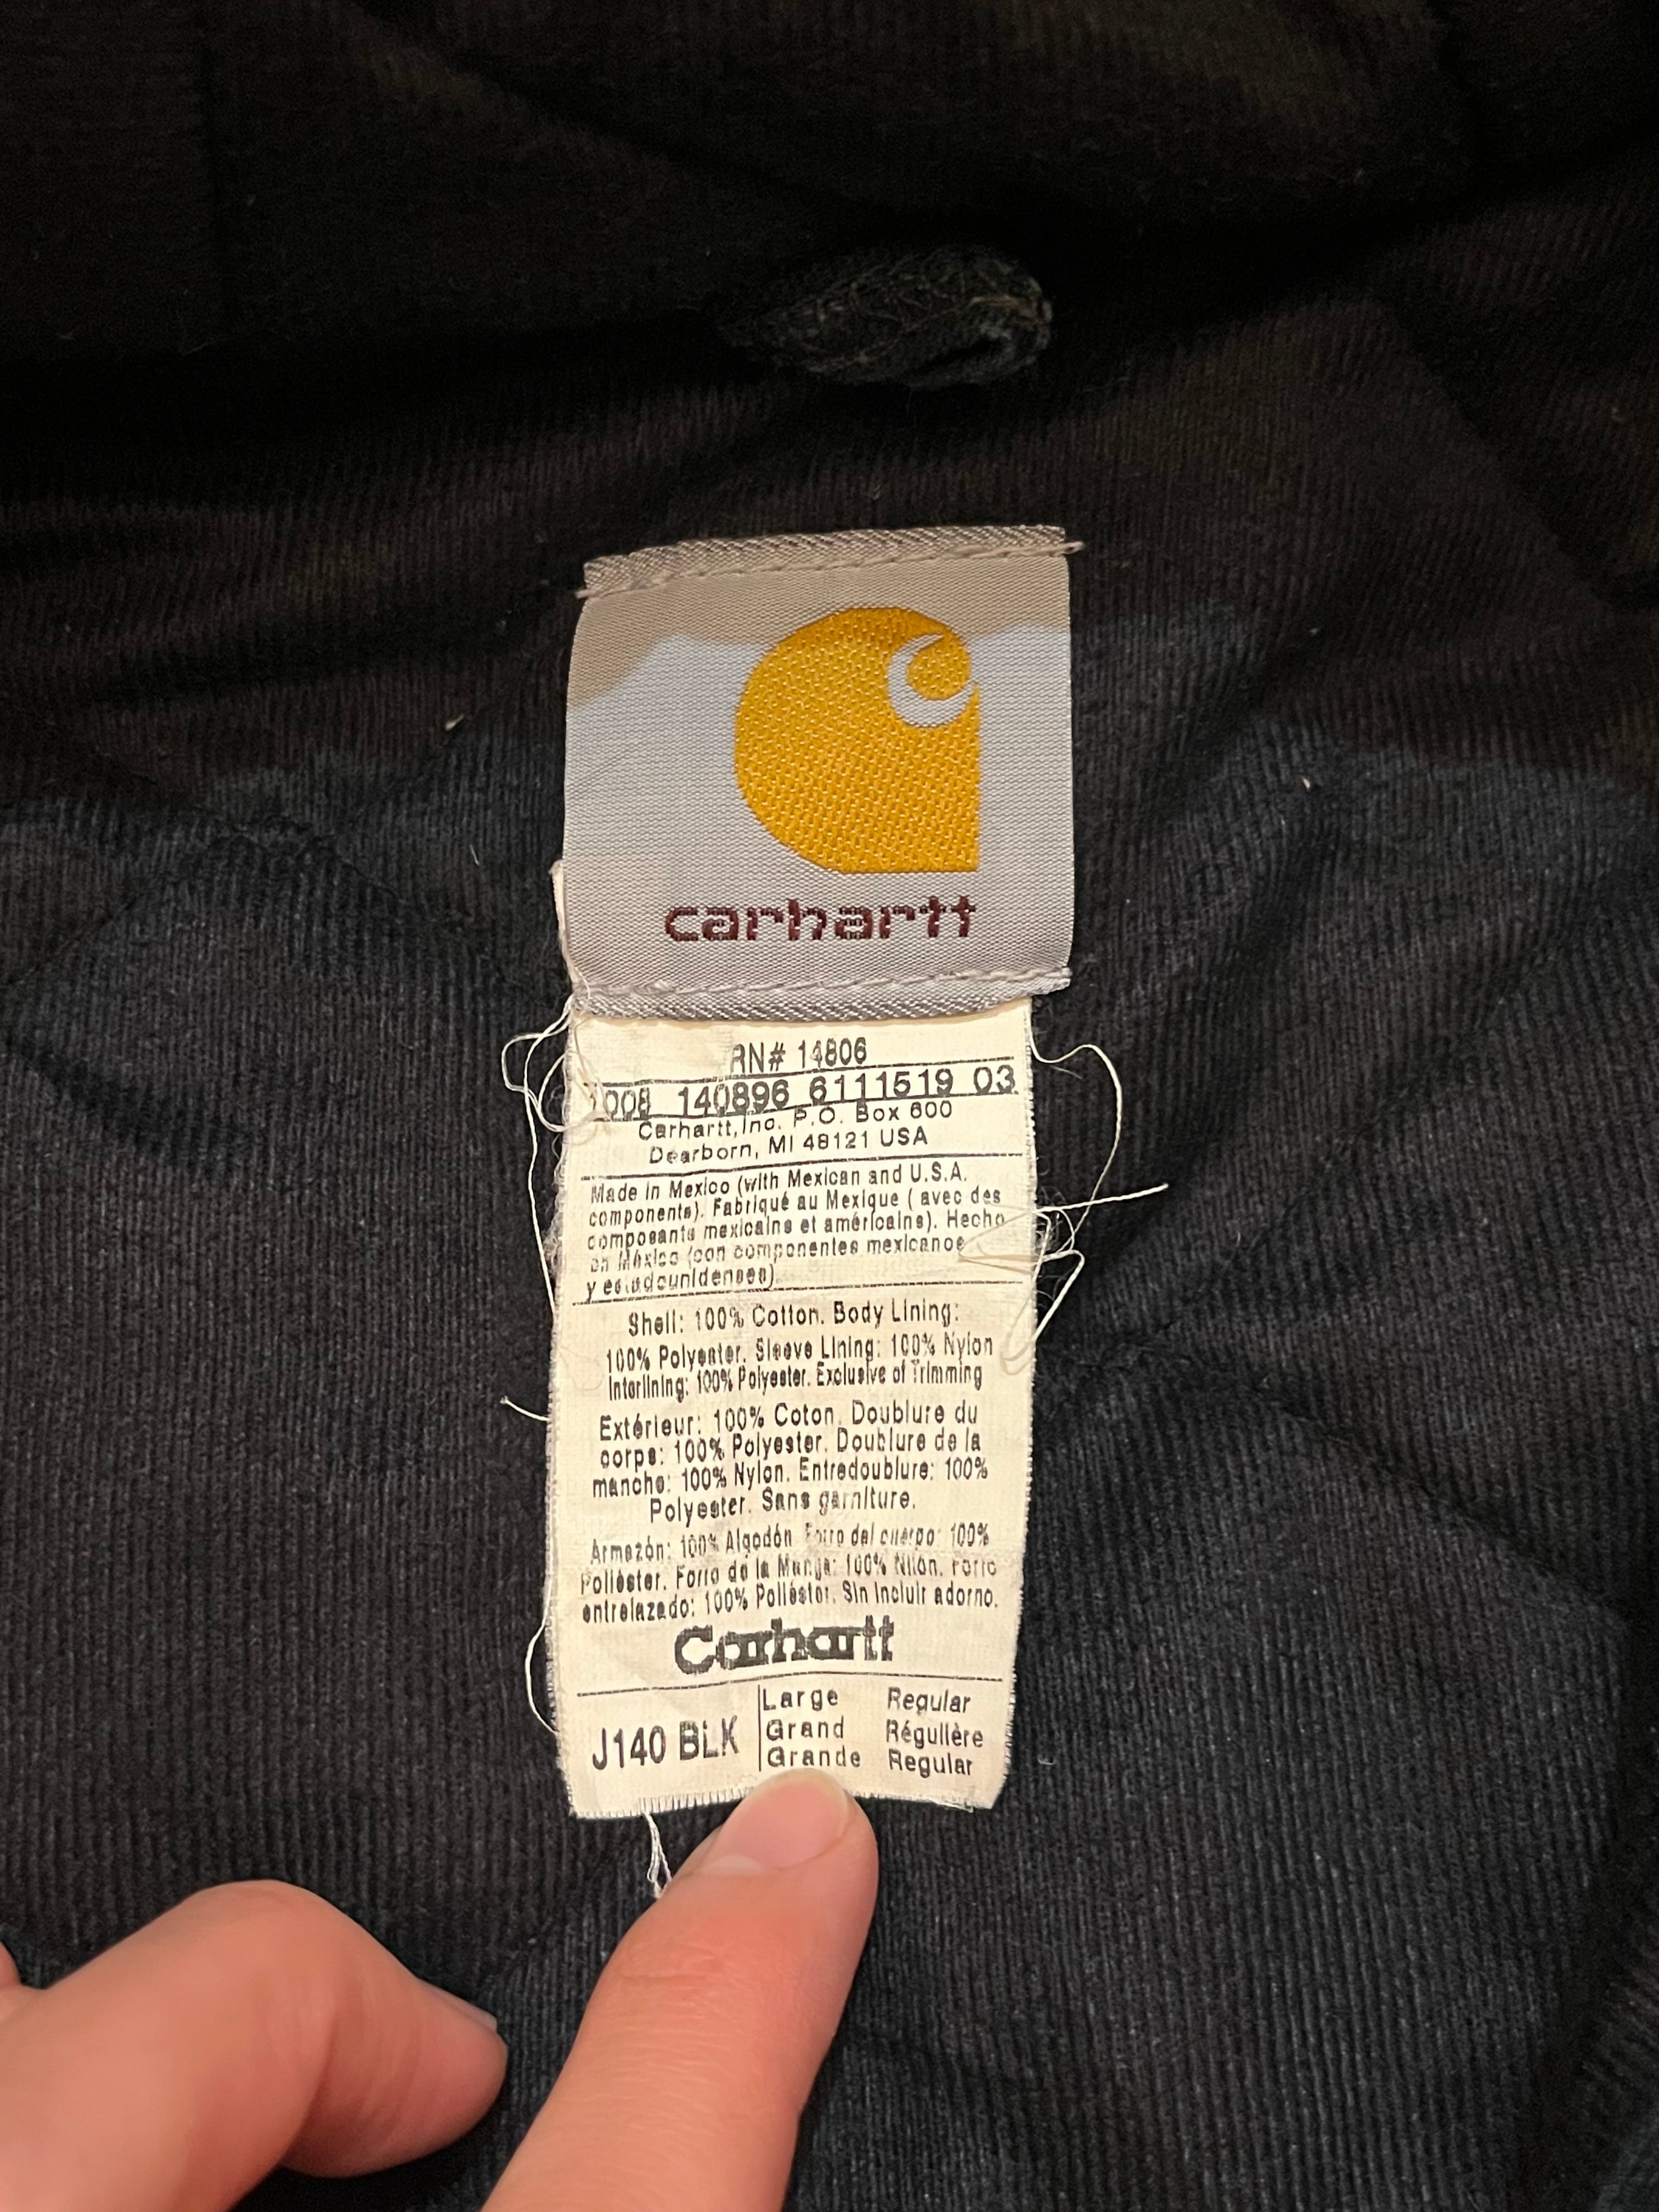 carhartt
RN# 14806
1008 140896 6111519 03
Carhartt, Inc. P.O. Box 600
Dearborn, MI 48121 USA
Made in Mexico (with Mexican and U.S.A.
components). Fabriqué au Mexique ( avec des
composants mexicains et américains). Hecho
en México (con componentes mexicanos
y estadounidenses).
Shell: 100% Cotton. Body Lining:
100% Polyester. Sleeve Lining: 100% Nylon
Interlining: 100% Polyester. Exclusive of Trimming
Extérieur: 100% Coton. Doublure du
corps: 100% Polyester. Doublure de la
manche: 100% Nylon. Entredoublure: 100%
Polyester. Sans garniture.
Armazón: 100% Algodón Forro del cuerpo: 100%
Poliéster. Forro de la Manga: 100% Nilón. Forro
entrelazado: 100% Poliéster. Sin incluir adorno.
Carhartt
J140 BLK
Large Regular
Grand Régulière
Grande Regular